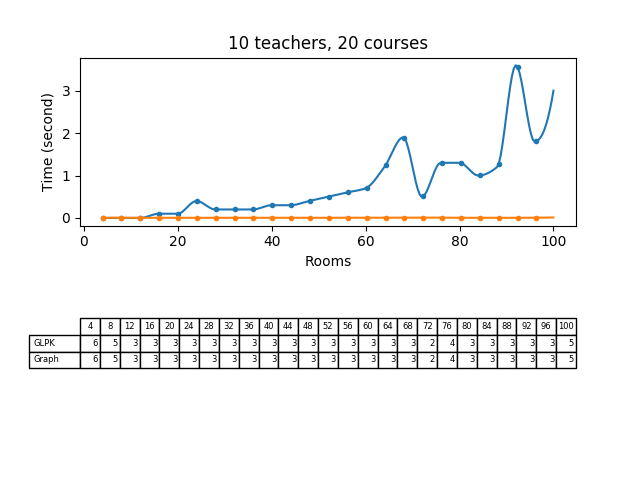 10 teachers, 20 courses
Time (second)
3
2
1
0
0 20 40 60 80 100
Rooms
4 8 12 16 20 24 28 32 36 40 44 48 52 56 60 64 68 72 76 80 84 88 92 96 100
GLPK 6 5 3 3 3 3 3 3 3 3 3 3 3 3 3 3 3 2 4 3 3 3 3 3 5
Graph 6 5 3 3 3 3 3 3 3 3 3 3 3 3 3 3 3 2 4 3 3 3 3 3 5